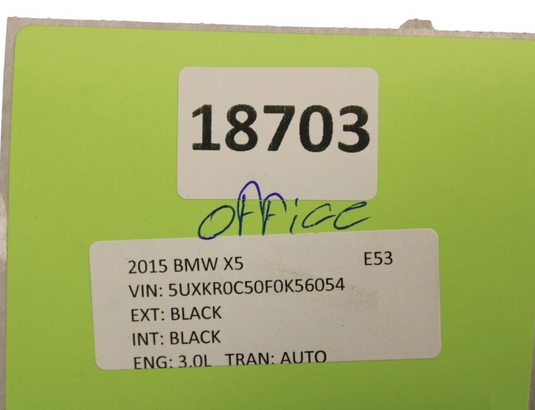 18703
office
2015 BMW X5 E53
VIN: 5UXKR0C50F0K56054
EXT: BLACK
INT: BLACK
ENG: 3.0L TRAN: AUTO